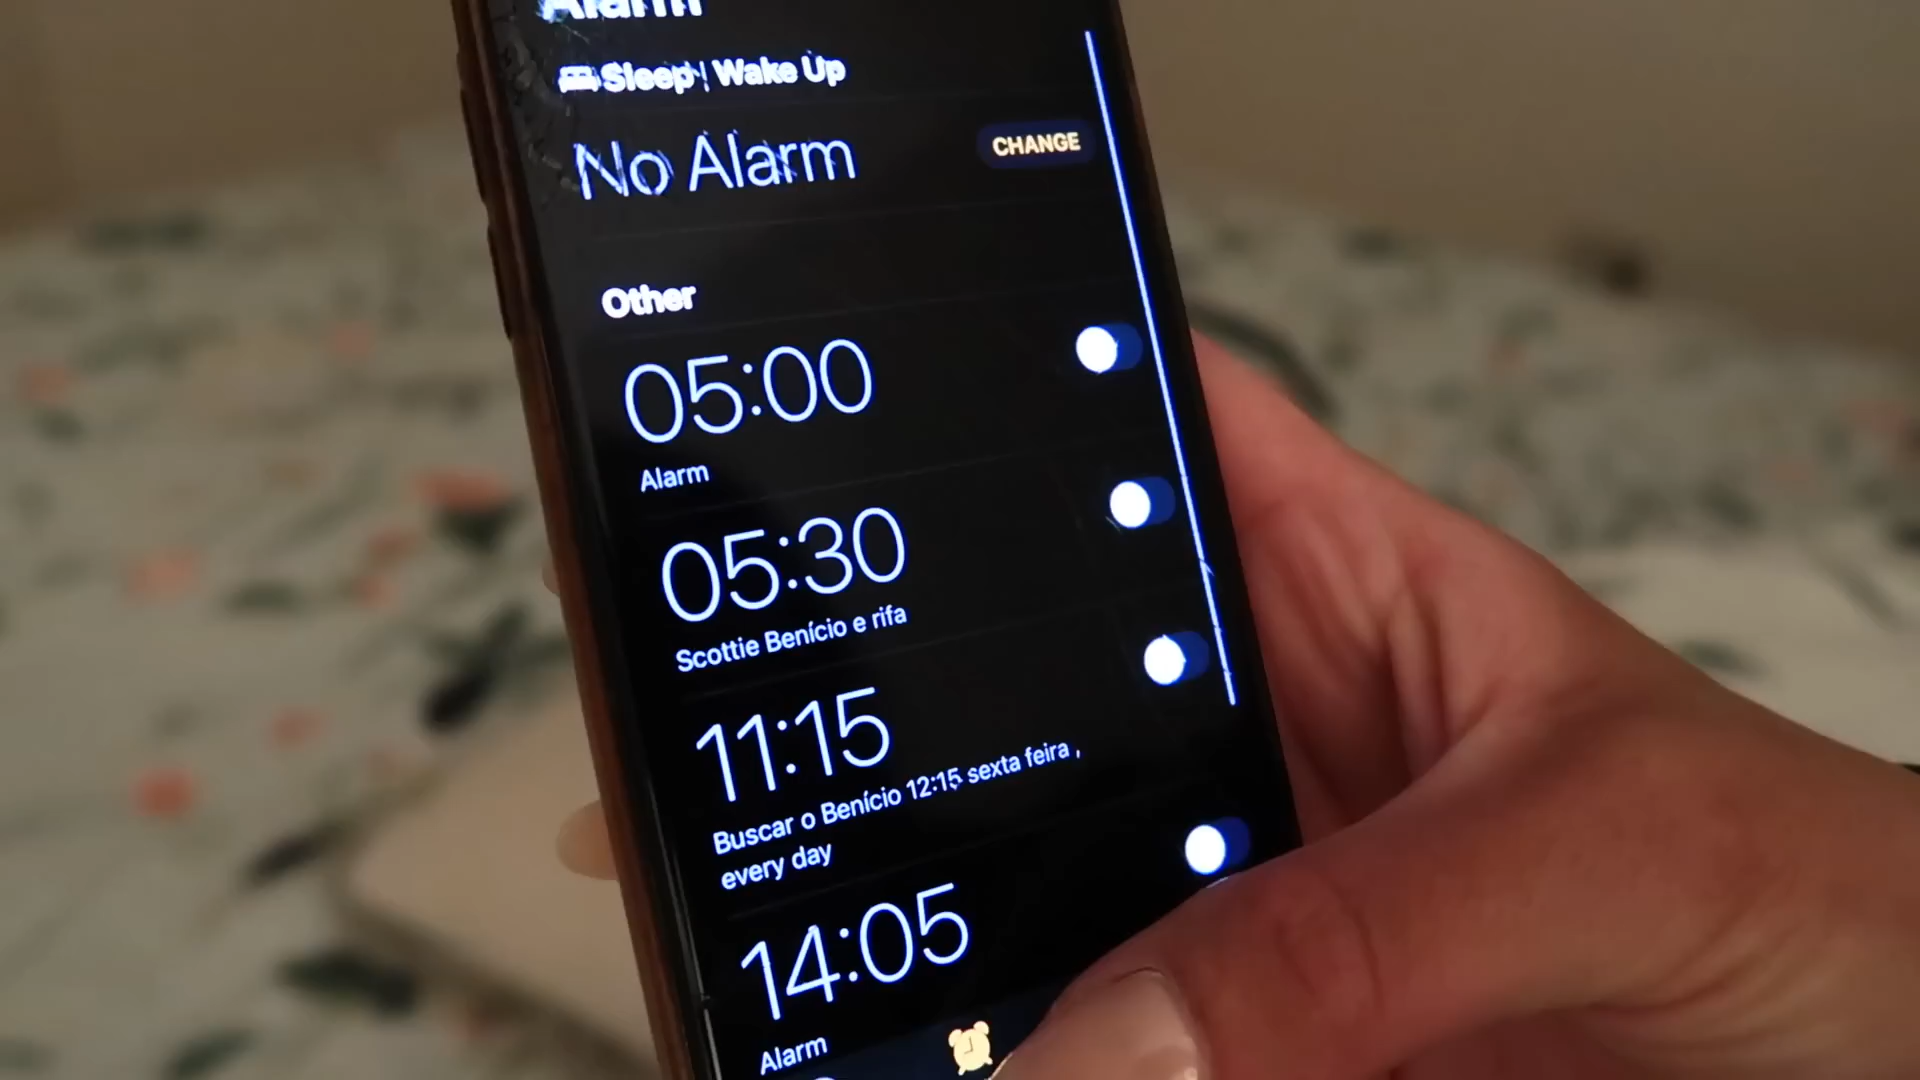 Alarm
Sleep | Wake Up
No Alarm
CHANGE
Other
05:00
Alarm
05:30
Scottie Benício e rifa
11:15
Buscar o Benício 12:15 sexta feira ,
every day
14:05
Alarm